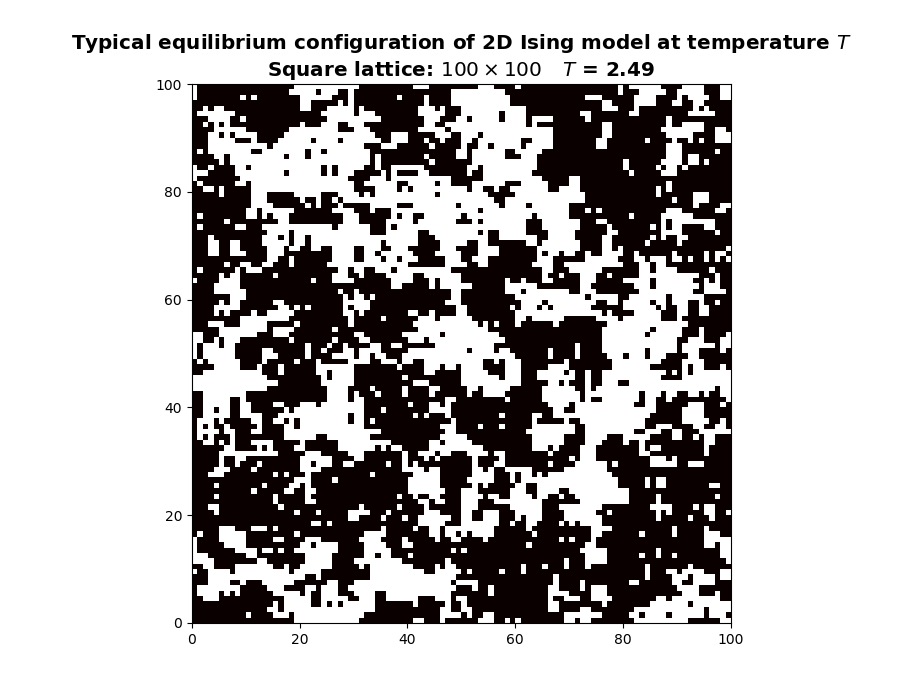 Typical equilibrium configuration of 2D Ising model at temperature T
Square lattice: 100 × 100 T = 2.49
100
80
60
40
20
0
0 20 40 60 80 100